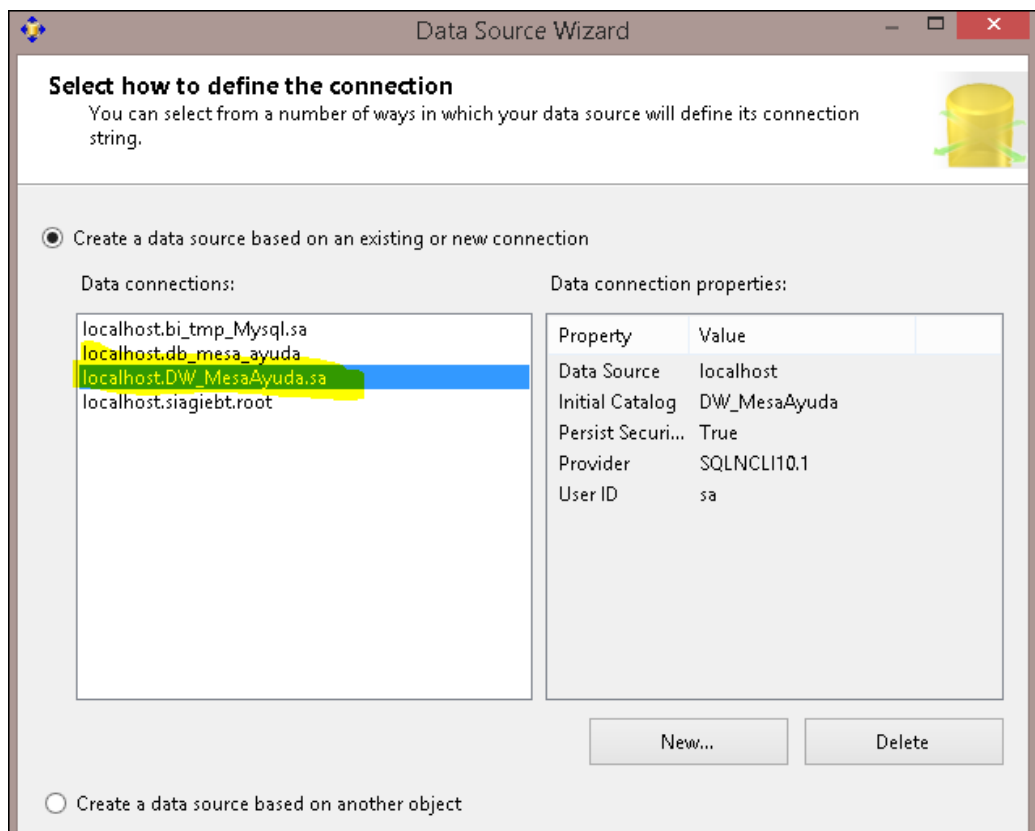 Data Source Wizard
Select how to define the connection
You can select from a number of ways in which your data source will define its connection
string.
Create a data source based on an existing or new connection
Data connections:
localhost.bi_tmp_Mysql.sa
localhost.db_mesa_ayuda
localhost.DW_MesaAyuda.sa
localhost.siagiebt.root
Data connection properties:
Property Value
Data Source localhost
Initial Catalog DW_MesaAyuda
Persist Securi... True
Provider SQLNCLI10.1
User ID sa
New... Delete
Create a data source based on another object